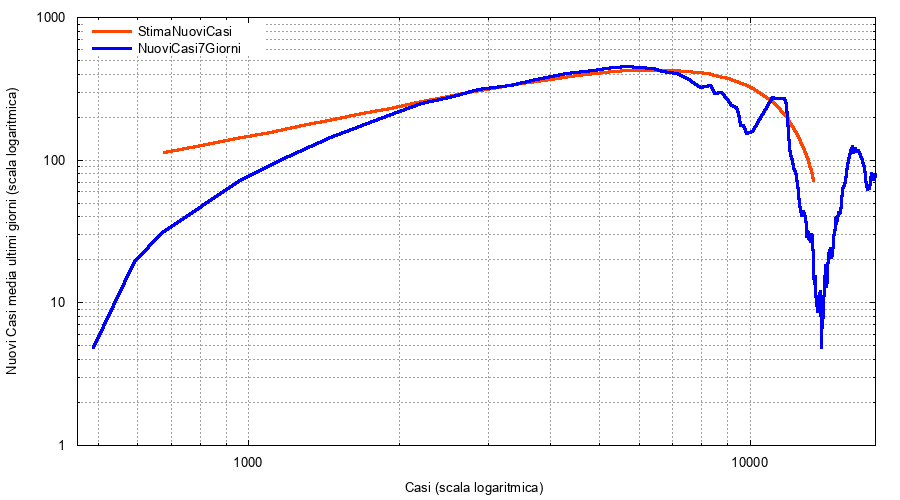 1000
StimaNuoviCasi
NuoviCasi7Giorni
100
10
1
Nuovi Casi media ultimi giorni (scala logaritmica)
1000
10000
Casi (scala logaritmica)